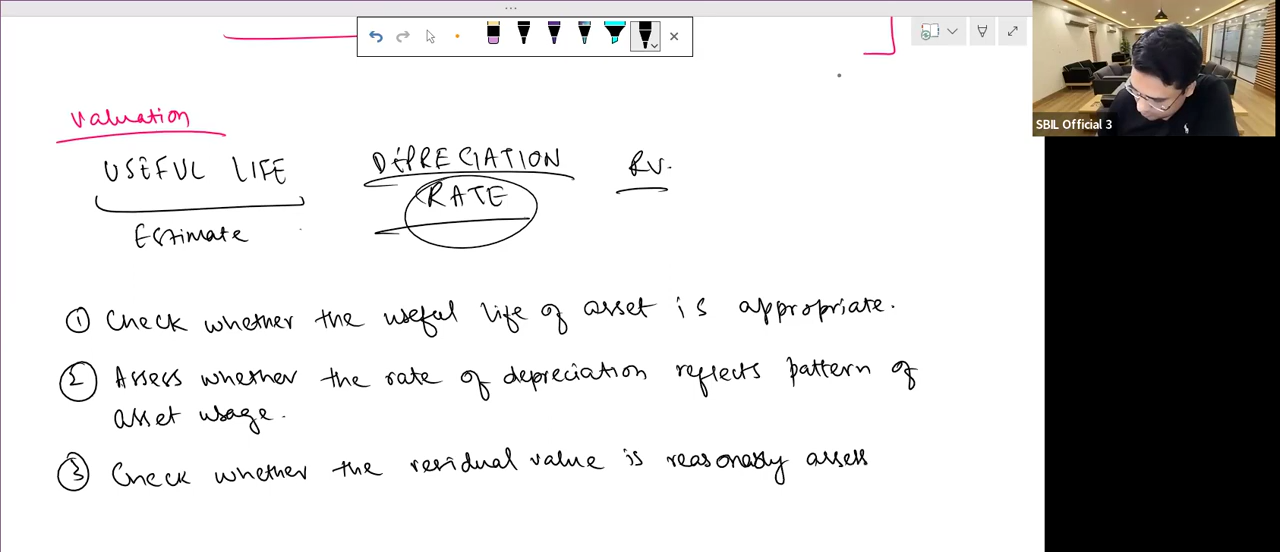 SBIL Official 3
Valuation
USEFUL LIFE DEPRECIATION RV.
RATE
Estimate
① Check whether the useful life of asset is appropriate.
② Assess whether the rate of depreciation reflects pattern of
asset usage.
③ Check whether the residual value is reasonably assess